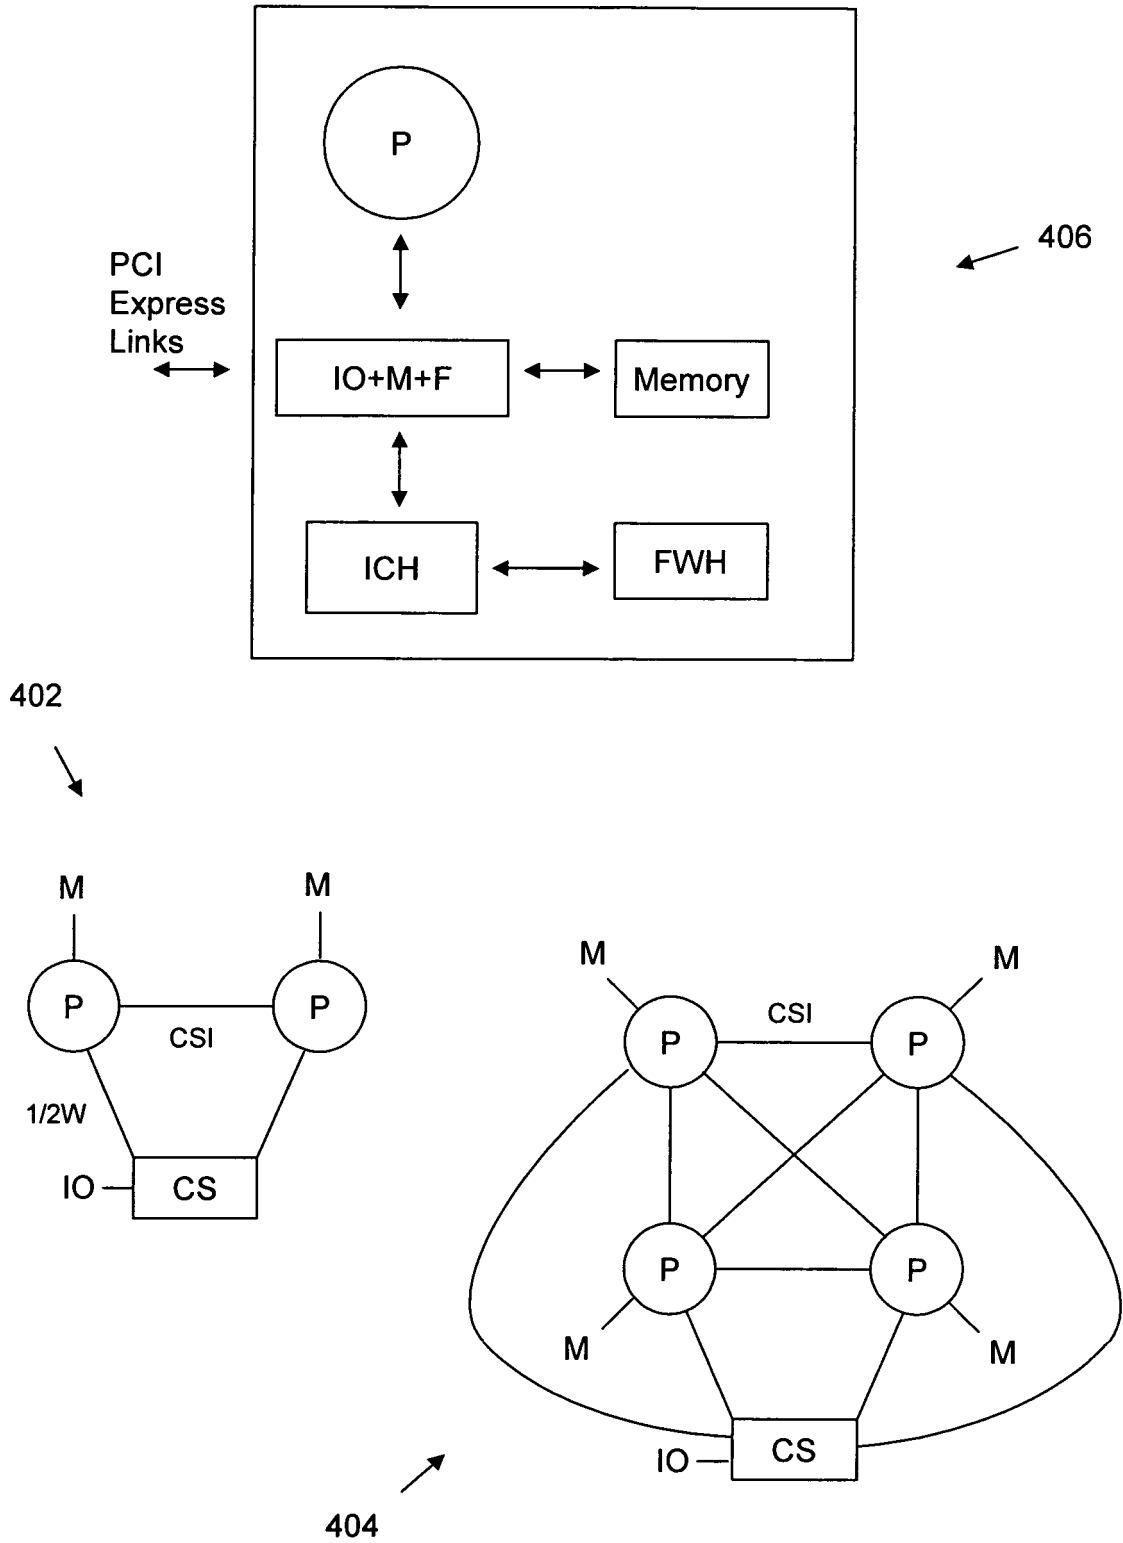 P
406
PCI
Express
Links
IO+M+F
Memory
ICH
FWH
402
M
M
P
P
CSI
1/2W
IO
CS
M
M
CSI
P
P
P
P
M
M
IO
CS
404